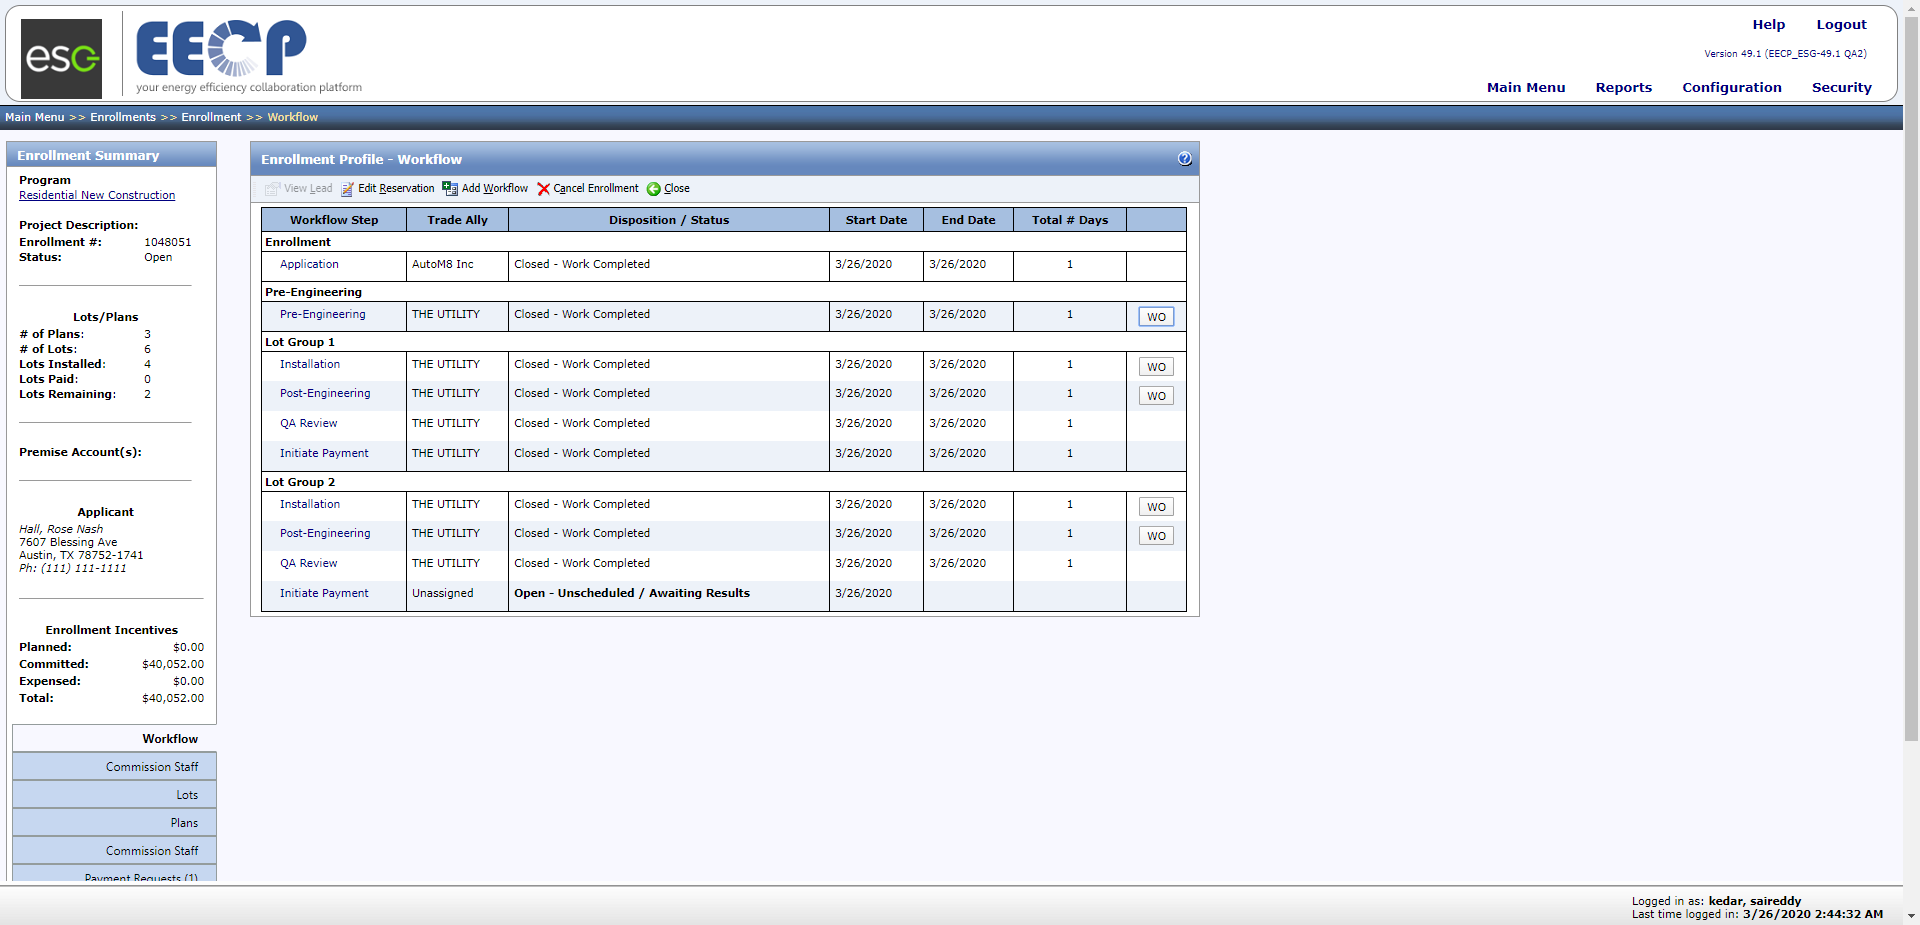 esg
EECP
your energy efficiency collaboration platform
Help Logout
Version 49.1 (EECP_ESG-49.1 QA2)
Main Menu Reports Configuration Security
Main Menu >> Enrollments >> Enrollment >> Workflow
Enrollment Summary
Program
Residential New Construction
Project Description:
Enrollment #: 1048051
Status: Open
Lots/Plans
# of Plans: 3
# of Lots: 6
Lots Installed: 4
Lots Paid: 0
Lots Remaining: 2
Premise Account(s):
Applicant
Hall, Rose Nash
7607 Blessing Ave
Austin, TX 78752-1741
Ph: (111) 111-1111
Enrollment Incentives
Planned: $0.00
Committed: $40,052.00
Expensed: $0.00
Total: $40,052.00
Workflow
Commission Staff
Lots
Plans
Commission Staff
Payment Requests (1)
Enrollment Profile - Workflow ?
View Lead Edit Reservation Add Workflow Cancel Enrollment Close
Workflow Step Trade Ally Disposition / Status Start Date End Date Total # Days
Enrollment
Application AutoM8 Inc Closed - Work Completed 3/26/2020 3/26/2020 1
Pre-Engineering
Pre-Engineering THE UTILITY Closed - Work Completed 3/26/2020 3/26/2020 1 WO
Lot Group 1
Installation THE UTILITY Closed - Work Completed 3/26/2020 3/26/2020 1 WO
Post-Engineering THE UTILITY Closed - Work Completed 3/26/2020 3/26/2020 1 WO
QA Review THE UTILITY Closed - Work Completed 3/26/2020 3/26/2020 1
Initiate Payment THE UTILITY Closed - Work Completed 3/26/2020 3/26/2020 1
Lot Group 2
Installation THE UTILITY Closed - Work Completed 3/26/2020 3/26/2020 1 WO
Post-Engineering THE UTILITY Closed - Work Completed 3/26/2020 3/26/2020 1 WO
QA Review THE UTILITY Closed - Work Completed 3/26/2020 3/26/2020 1
Initiate Payment Unassigned Open - Unscheduled / Awaiting Results 3/26/2020
Logged in as: kedar, saireddy
Last time logged in: 3/26/2020 2:44:32 AM